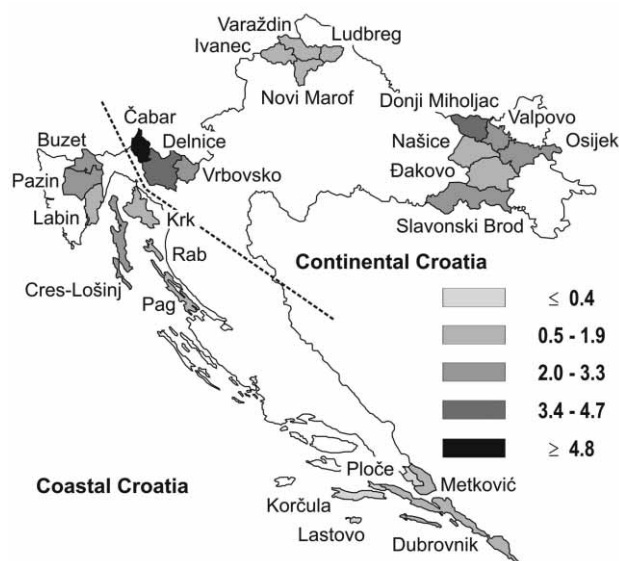 Varaždin
Ludbreg
Ivanec
Novi Marof
Donji Miholjac
Valpovo
Čabar
Delnice
Buzet
Našice
Osijek
Pazin
Vrbovsko
Đakovo
Labin
Krk
Slavonski Brod
Rab
Continental Croatia
Cres-Lošinj
Pag
≤ 0.4
0.5 - 1.9
2.0 - 3.3
3.4 - 4.7
≥ 4.8
Ploče
Coastal Croatia
Metković
Korčula
Lastovo
Dubrovnik